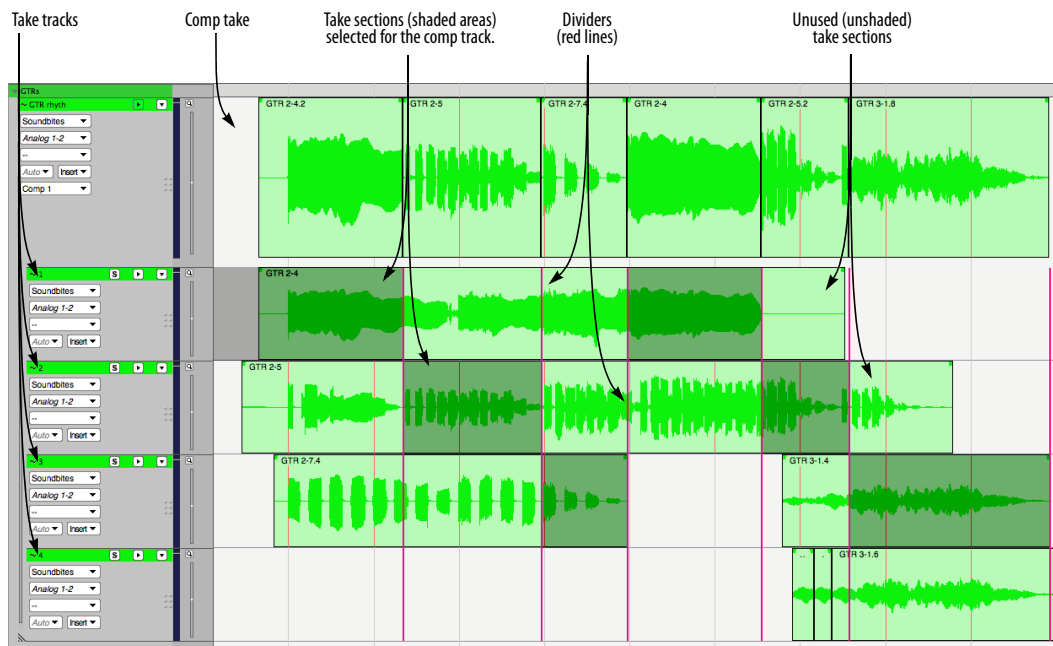 Take tracks
Comp take
Take sections (shaded areas)
selected for the comp track.
Dividers
(red lines)
Unused (unshaded)
take sections
GTRs
~ GTR rhyth
Soundbites
Analog 1-2
--
Auto
Insert
Comp 1
GTR 2-4.2
GTR 2-5
GTR 2-7.4
GTR 2-4
GTR 2-5.2
GTR 3-1.8
~ 1
S
Soundbites
Analog 1-2
--
Auto
Insert
GTR 2-4
~ 2
S
Soundbites
Analog 1-2
--
Auto
Insert
GTR 2-5
~ 3
S
Soundbites
Analog 1-2
--
Auto
Insert
GTR 2-7.4
GTR 3-1.4
~ 4
S
Soundbites
Analog 1-2
--
Auto
Insert
..
.
GTR 3-1.6